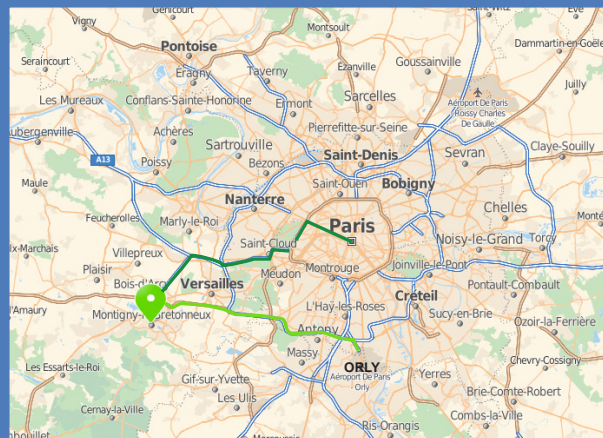 Génicourt
Vigny
Montsoult
Dammartin-en-Goële
Pontoise
Seraincourt
Ezanville
Goussainville
Eragny
Taverny
Juilly
Les Mureaux
Conflans-Sainte-Honorine
Ermont
Sarcelles
Aéroport De Paris
Roissy Charles
De Gaulle
Achères
Pierrefitte-sur-Seine
Sartrouville
Claye-Souilly
A13
Poissy
Bezons
Saint-Denis
Sevran
Maule
Saint-Ouen
Bobigny
Nanterre
Chelles
Feucherolles
Marly-le-Roi
Paris
Saint-Cloud
Noisy-le-Grand
Torcy
Villepreux
Plaisir
Meudon
Montrouge
Joinville-le-Pont
Bois-d'Arc
Versailles
Pontault-Combault
Créteil
L'Haÿ-les-Roses
Sucy-en-Brie
Montigny-le-Bretonneux
Antony
Ozoir-la-Ferrière
Massy
ORLY
Aéroport De Paris
Orly
Chevry-Cossigny
Les Essarts-le-Roi
Gif-sur-Yvette
Yerres
Les Ulis
Brie-Comte-Robert
Cernay-la-Ville
Combs-la-Ville
Ris-Orangis